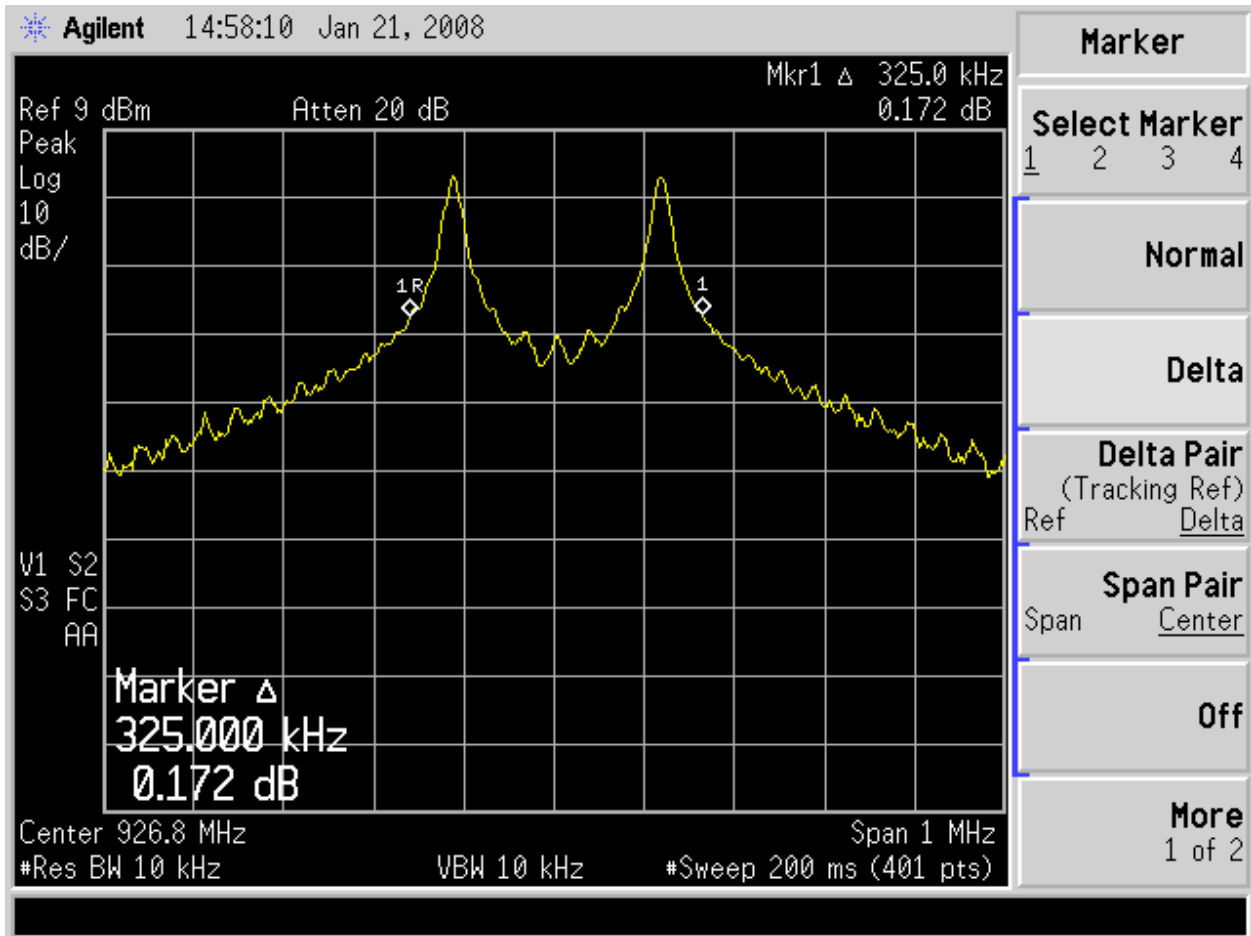 Agilent 14:58:10 Jan 21, 2008
Mkr1 Δ 325.0 kHz
Ref 9 dBm Atten 20 dB 0.172 dB
Peak
Log
10
dB/
1R
1
V1 S2
S3 FC
AA
Marker Δ
325.000 kHz
0.172 dB
Center 926.8 MHz Span 1 MHz
#Res BW 10 kHz VBW 10 kHz #Sweep 200 ms (401 pts)
Marker
Select Marker
1 2 3 4
Normal
Delta
Delta Pair
(Tracking Ref)
Ref Delta
Span Pair
Span Center
Off
More
1 of 2